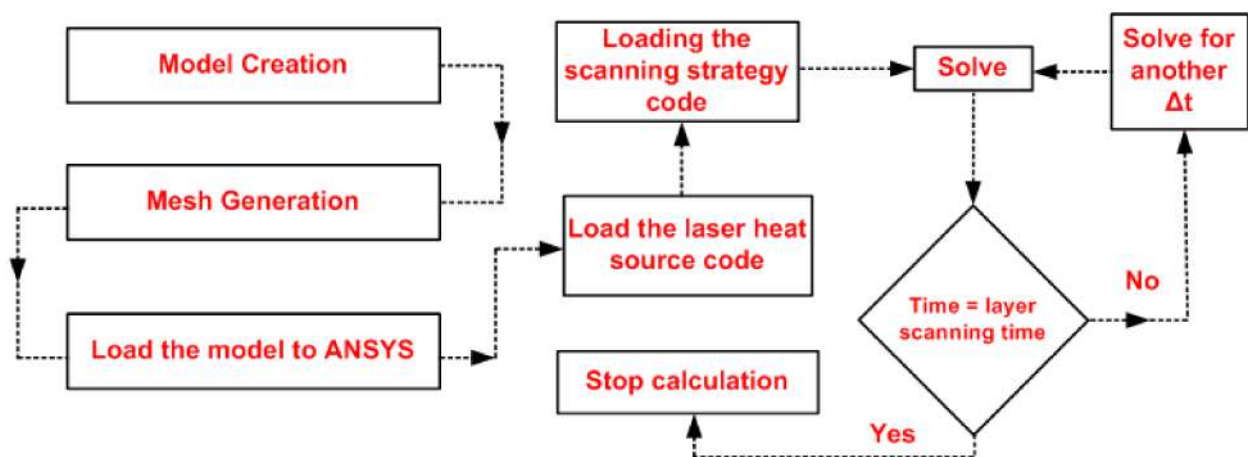 Model Creation
Mesh Generation
Load the model to ANSYS
Load the laser heat
source code
Loading the
scanning strategy
code
Solve
Solve for
another
Δt
Time = layer
scanning time
No
Yes
Stop calculation